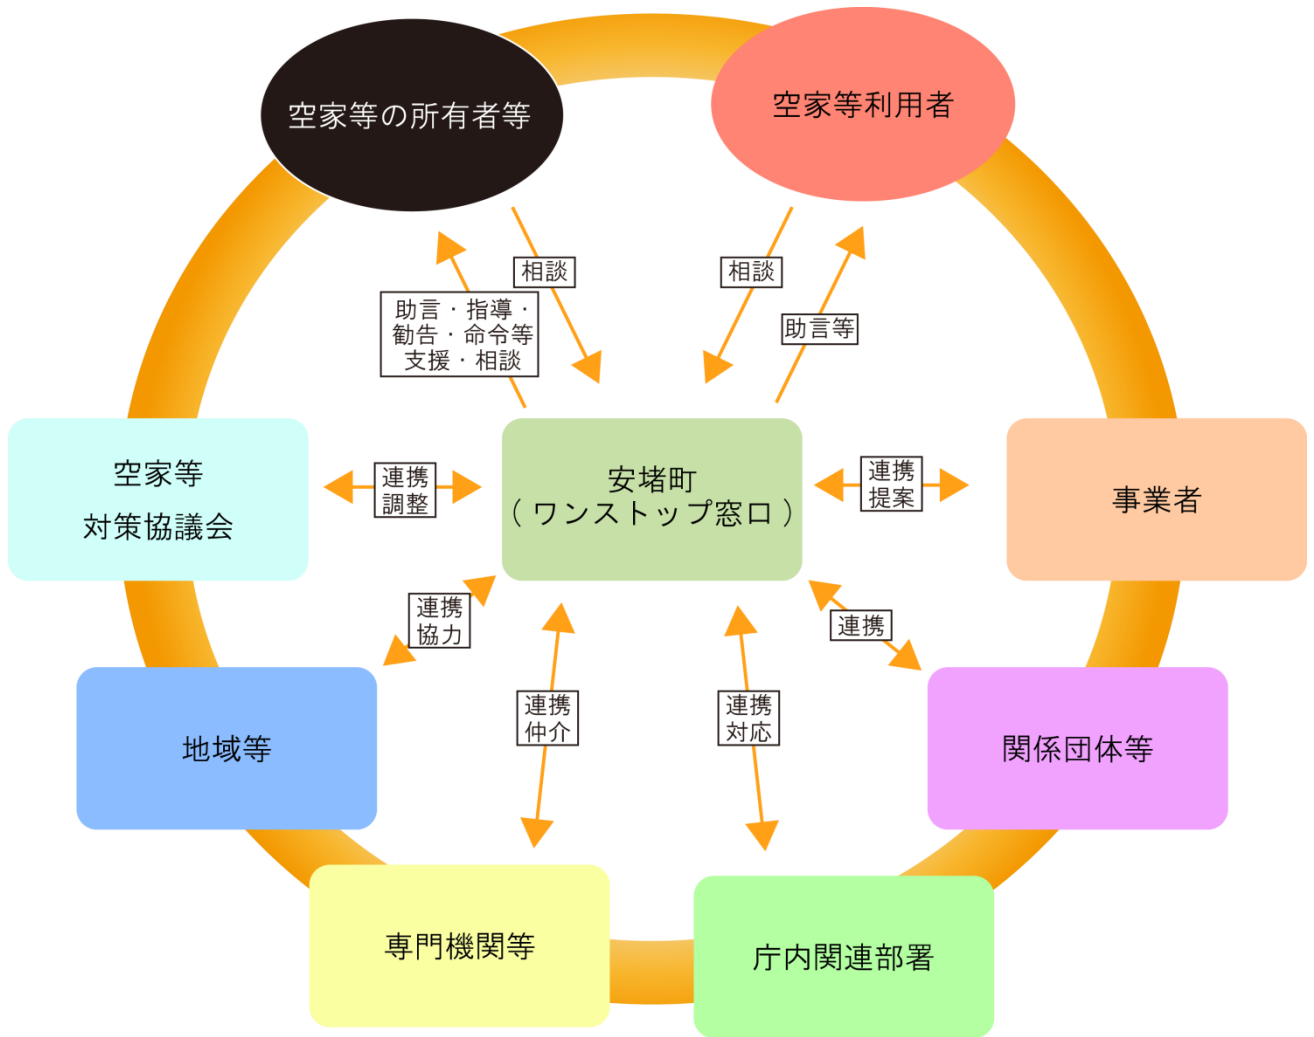 空家等の所有者等
空家等利用者
相談
相談
助言・指導・
勧告・命令等
支援・相談
助言等
空家等
対策協議会
連携
調整
安堵町
（ワンストップ窓口）
連携
提案
事業者
連携
協力
連携
地域等
連携
仲介
連携
対応
関係団体等
専門機関等
庁内関連部署